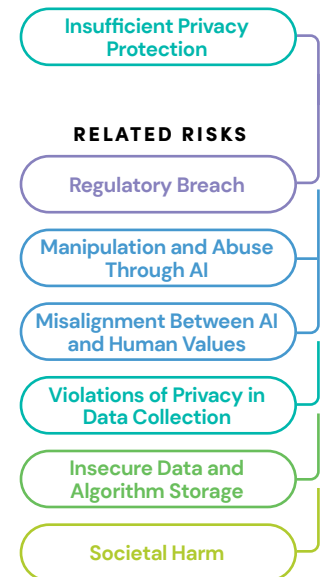 Insufficient Privacy
Protection
RELATED RISKS
Regulatory Breach
Manipulation and Abuse
Through AI
Misalignment Between AI
and Human Values
Violations of Privacy in
Data Collection
Insecure Data and
Algorithm Storage
Societal Harm